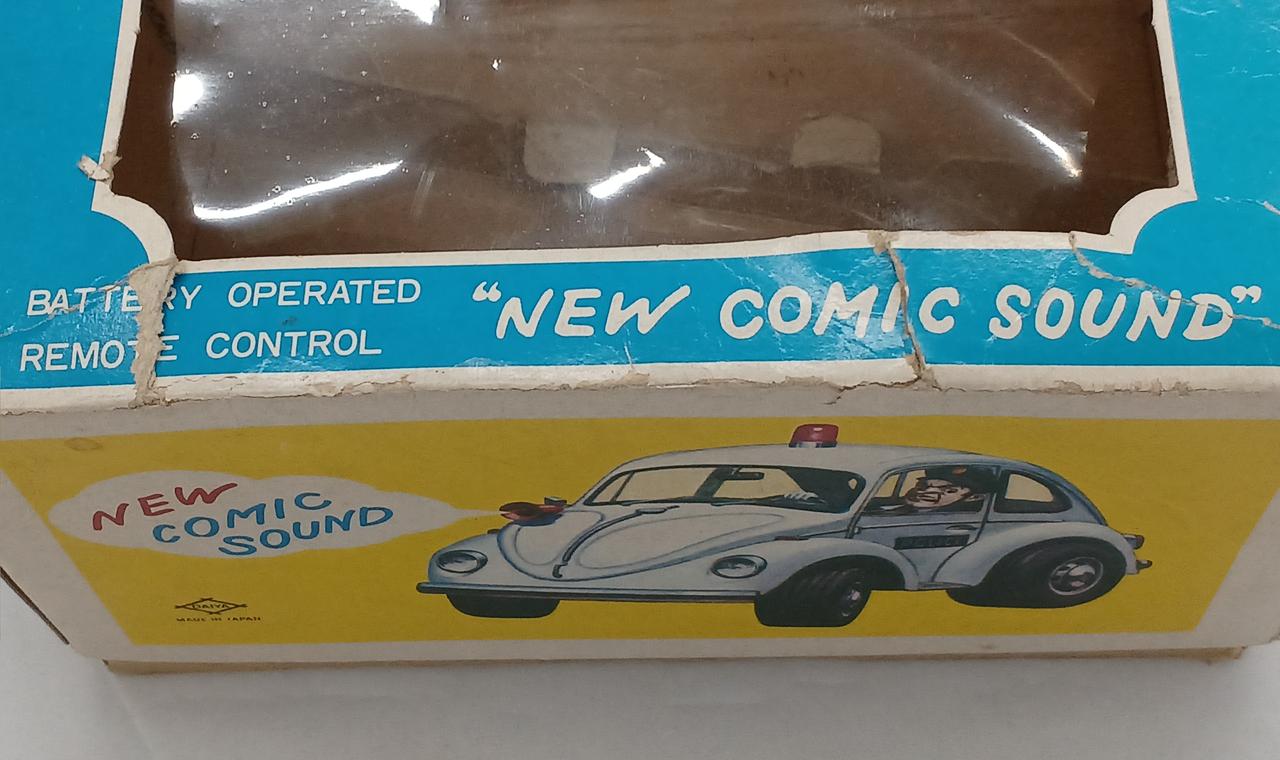 BATTERY OPERATED
REMOTE CONTROL
"NEW COMIC SOUND"
NEW
COMIC
SOUND
DAIYA
MADE IN JAPAN